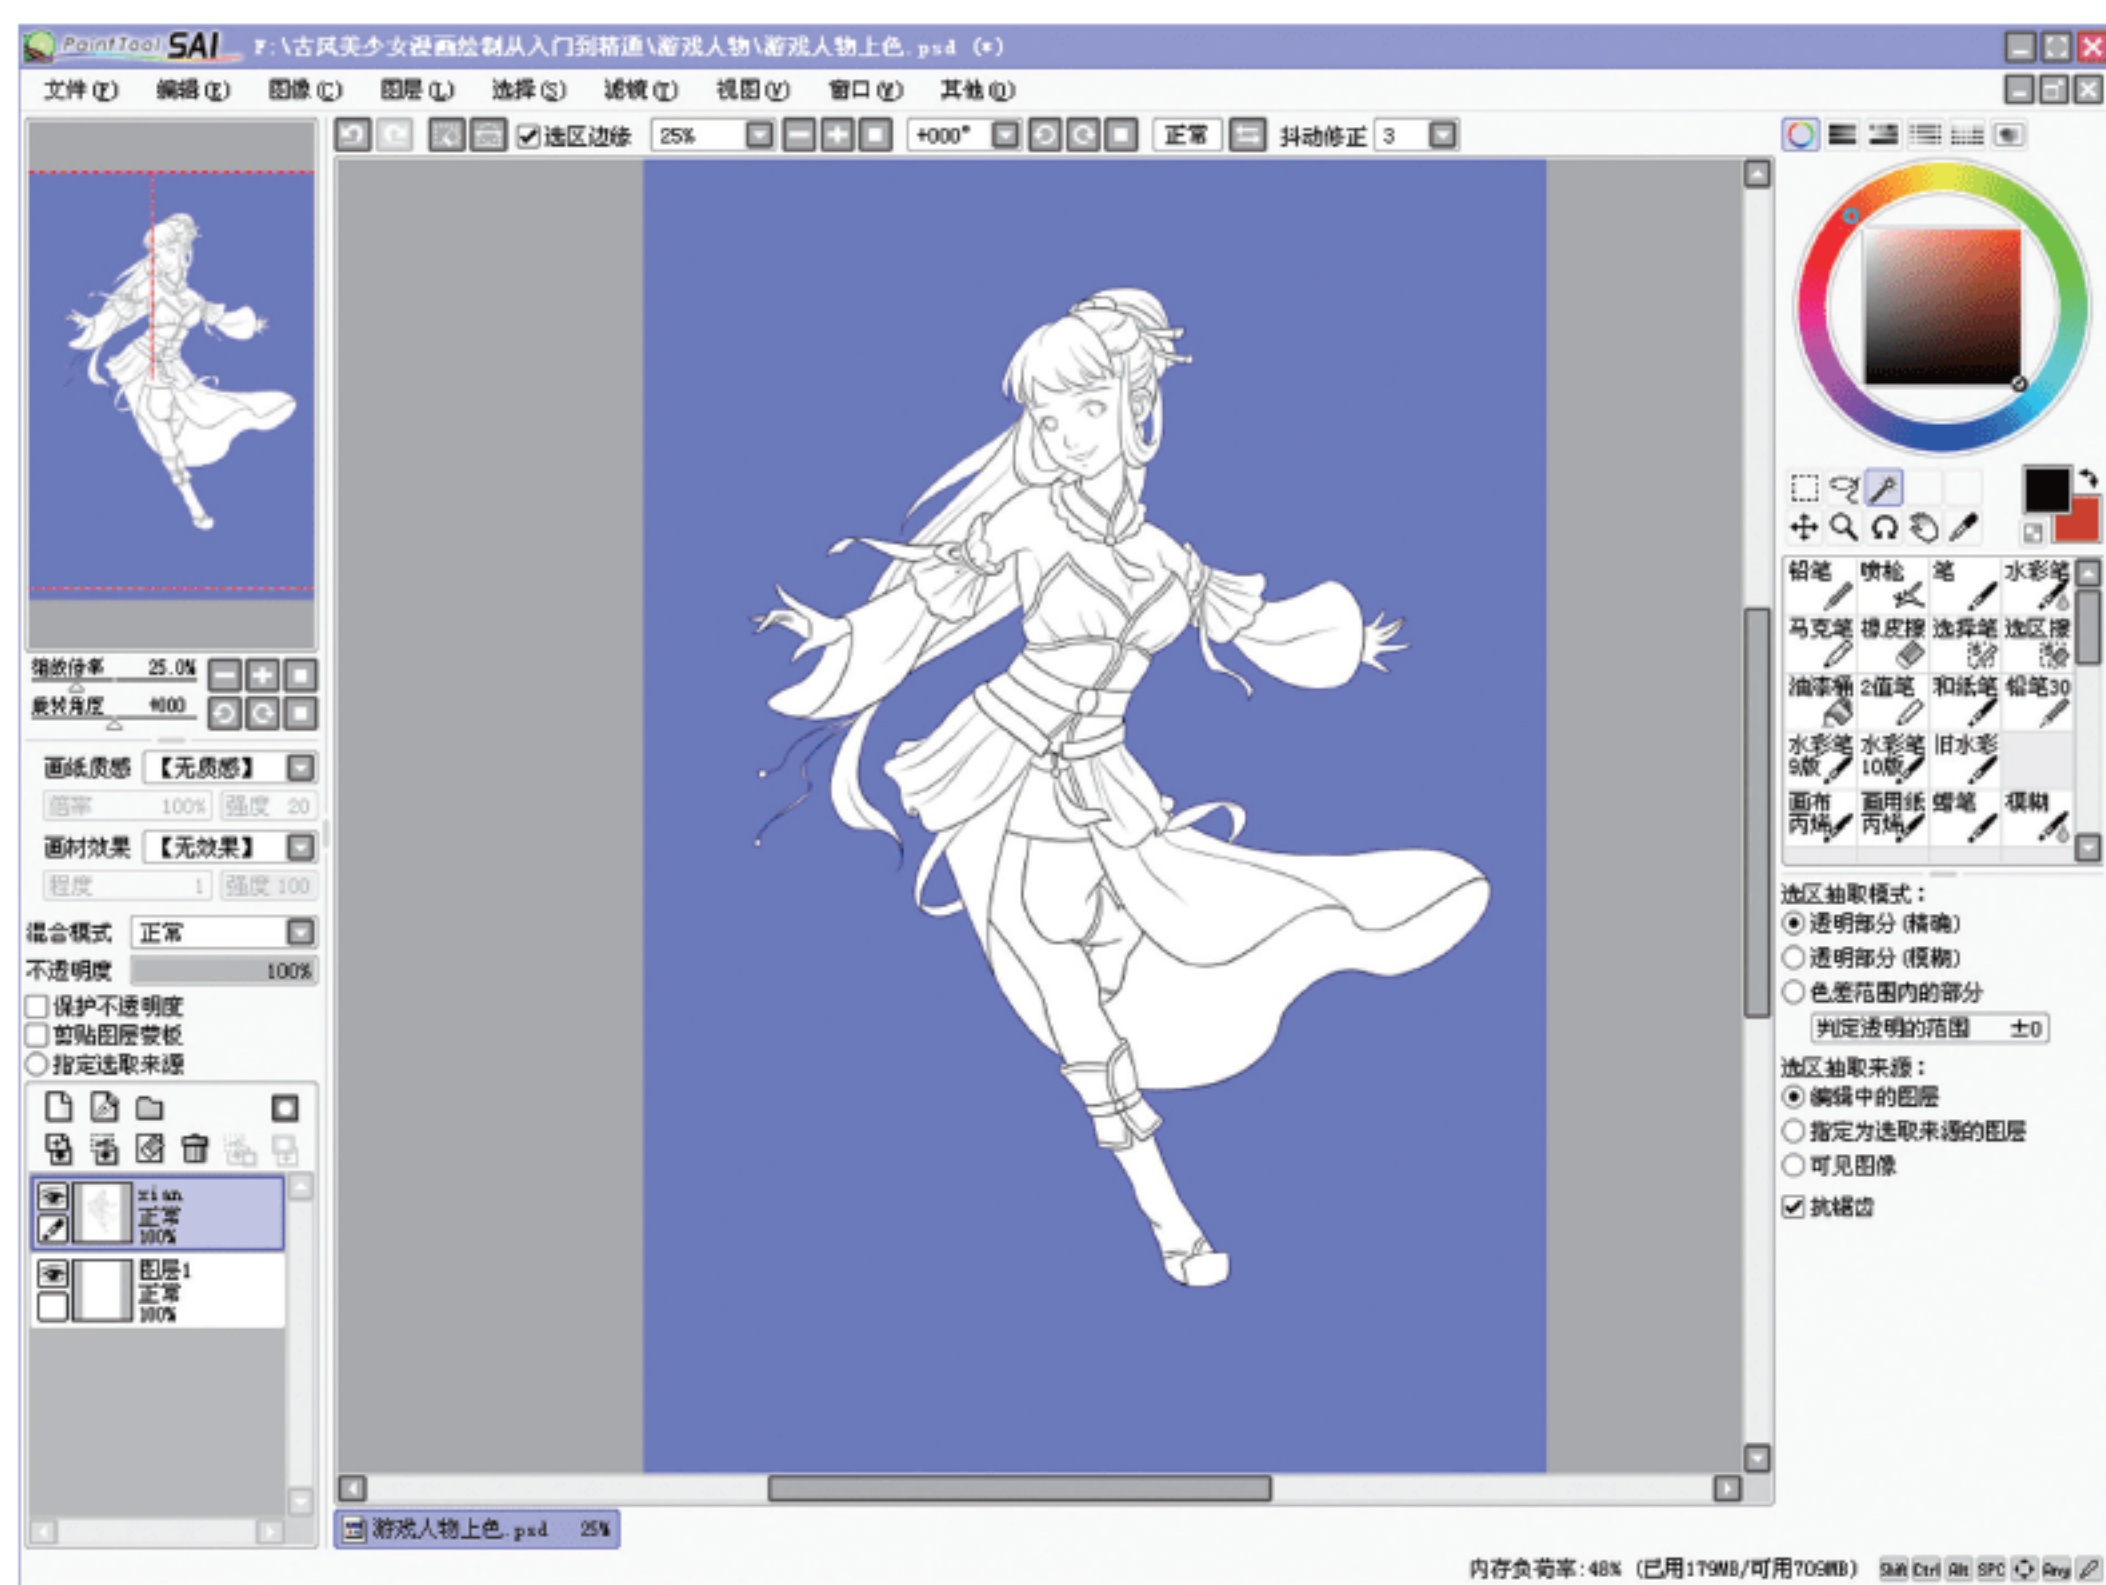 PaintTool SAI F:\古风美少女漫画绘制从入门到精通\游戏人物\游戏人物上色.psd (*)
文件(F) 编辑(E) 图像(C) 图层(L) 选择(S) 滤镜(T) 视图(V) 窗口(W) 其他(O)
选区边缘 25% +000° 正常 抖动修正 3
缩放倍率 25.0%
旋转角度 +000
画纸质感 【无质感】
倍率 100% 强度 20
画材效果 【无效果】
程度 1 强度 100
混合模式 正常
不透明度 100%
保护不透明度
剪贴图层蒙板
指定选取来源
xian
正常
100%
图层1
正常
100%
铅笔 喷枪 笔 水彩笔
马克笔 橡皮擦 选择笔 选区擦
油漆桶 2值笔 和纸笔 铅笔30
水彩笔 水彩笔 旧水彩
9版 10版
画布 画用纸 蜡笔 模糊
丙烯 丙烯
选区抽取模式:
透明部分(精确)
透明部分(模糊)
色差范围内的部分
判定透明的范围 ±0
选区抽取来源:
编辑中的图层
指定为选取来源的图层
可见图像
抗锯齿
游戏人物上色.psd 25%
内存负荷率:48% (已用179MB/可用709MB) Shift Ctrl Alt SPC Any